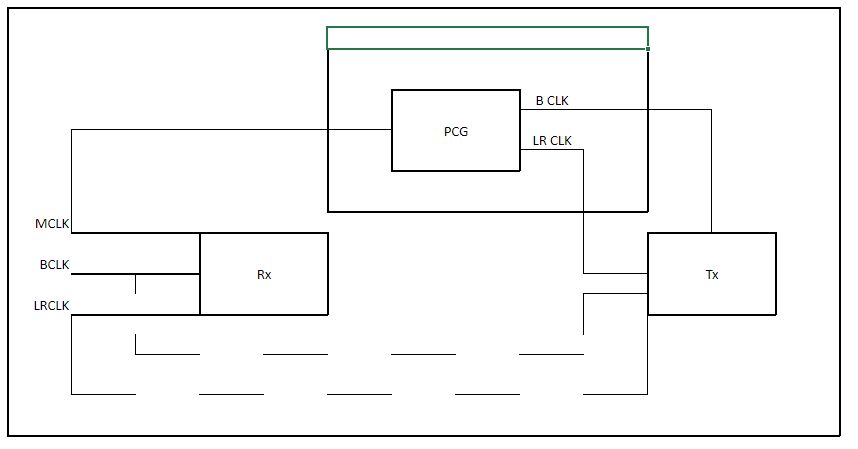 B CLK
PCG
LR CLK
MCLK
BCLK
Rx
Tx
LRCLK